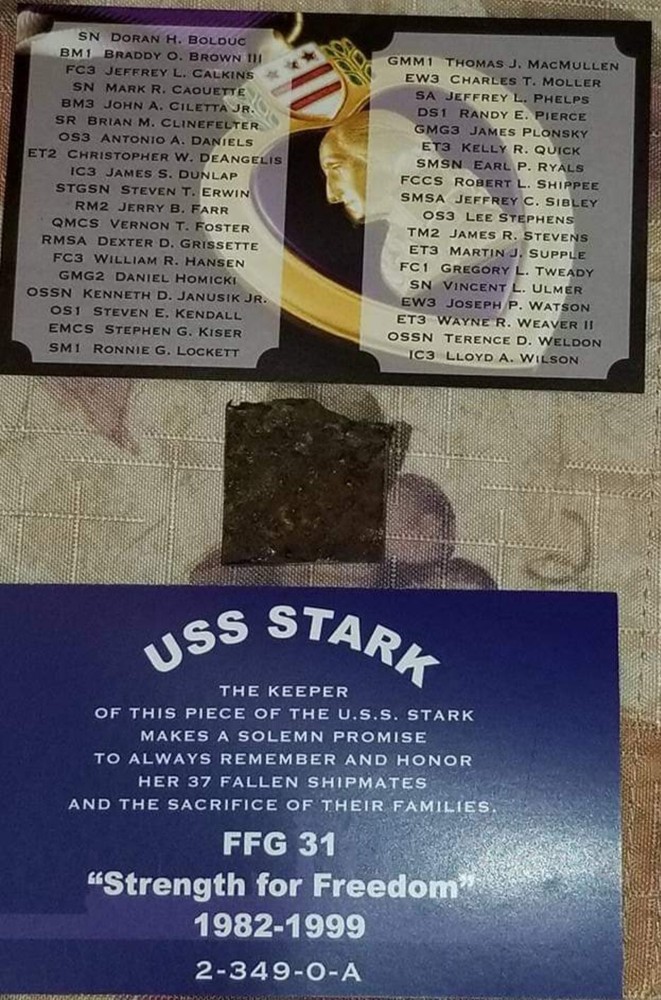 SN DORAN H. BOLDUC
BM1 BRADDY O. BROWN III
FC3 JEFFREY L. CALKINS
SN MARK R. CAOUETTE
BM3 JOHN A. CILETTA JR.
SR BRIAN M. CLINEFELTER
OS3 ANTONIO A. DANIELS
ET2 CHRISTOPHER W. DEANGELIS
IC3 JAMES S. DUNLAP
STGSN STEVEN T. ERWIN
RM2 JERRY B. FARR
QMCS VERNON T. FOSTER
RMSA DEXTER D. GRISSETTE
FC3 WILLIAM R. HANSEN
GMG2 DANIEL HOMICKI
OSSN KENNETH D. JANUSIK JR.
OS1 STEVEN E. KENDALL
EMCS STEPHEN G. KISER
SM1 RONNIE G. LOCKETT
GMM1 THOMAS J. MACMULLEN
EW3 CHARLES T. MOLLER
SA JEFFREY L. PHELPS
DS1 RANDY E. PIERCE
GMG3 JAMES PLONSKY
ET3 KELLY R. QUICK
SMSN EARL P. RYALS
FCCS ROBERT L. SHIPPEE
SMSA JEFFREY C. SIBLEY
OS3 LEE STEPHENS
TM2 JAMES R. STEVENS
ET3 MARTIN J. SUPPLE
FC1 GREGORY L. TWEADY
SN VINCENT L. ULMER
EW3 JOSEPH P. WATSON
ET3 WAYNE R. WEAVER II
OSSN TERENCE D. WELDON
IC3 LLOYD A. WILSON
USS STARK
THE KEEPER
OF THIS PIECE OF THE U.S.S. STARK
MAKES A SOLEMN PROMISE
TO ALWAYS REMEMBER AND HONOR
HER 37 FALLEN SHIPMATES
AND THE SACRIFICE OF THEIR FAMILIES.
FFG 31
“Strength for Freedom”
1982-1999
2-349-O-A